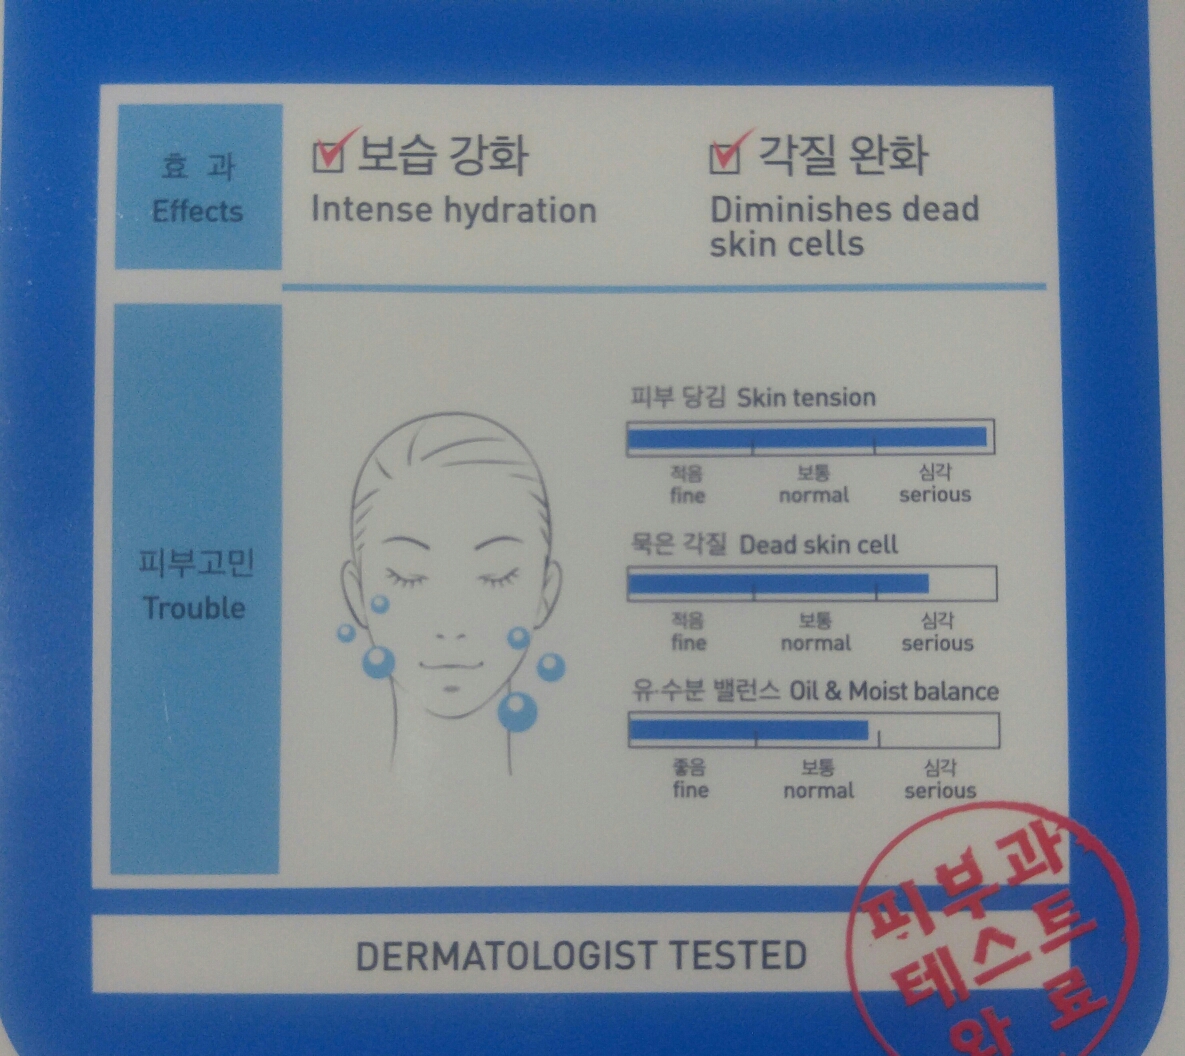 효 과
Effects
보습 강화
Intense hydration
각질 완화
Diminishes dead
skin cells
피부고민
Trouble
피부 당김 Skin tension
적음 보통 심각
fine normal serious
묵은 각질 Dead skin cell
적음 보통 심각
fine normal serious
유·수분 밸런스 Oil & Moist balance
좋음 보통 심각
fine normal serious
DERMATOLOGIST TESTED
피부과
테스트
완료